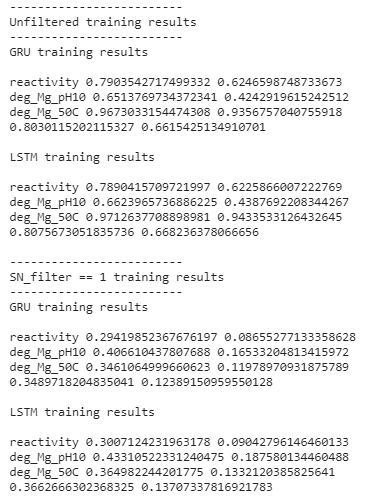 ------------------------
Unfiltered training results
------------------------
GRU training results
reactivity 0.7903542717499332 0.6246598748733673
deg_Mg_pH10 0.6513769734372341 0.4242919615242512
deg_Mg_50C 0.9673033154474308 0.9356757040755918
0.8030115202115327 0.6615425134910701
LSTM training results
reactivity 0.7890415709721997 0.6225866007222769
deg_Mg_pH10 0.6623965736886225 0.4387692208344267
deg_Mg_50C 0.9712637708898981 0.9433533126432645
0.8075673051835736 0.668236378066656
------------------------
SN_filter == 1 training results
------------------------
GRU training results
reactivity 0.29419852367676197 0.08655277133358628
deg_Mg_pH10 0.406610437807688 0.16533204813415972
deg_Mg_50C 0.3461064999660623 0.11978970931875789
0.3489718204835041 0.12389150959550128
LSTM training results
reactivity 0.3007124231963178 0.09042796146460133
deg_Mg_pH10 0.43310522331240475 0.187580134460488
deg_Mg_50C 0.364982244201775 0.1332120385825641
0.3662666302368325 0.13707337816921783